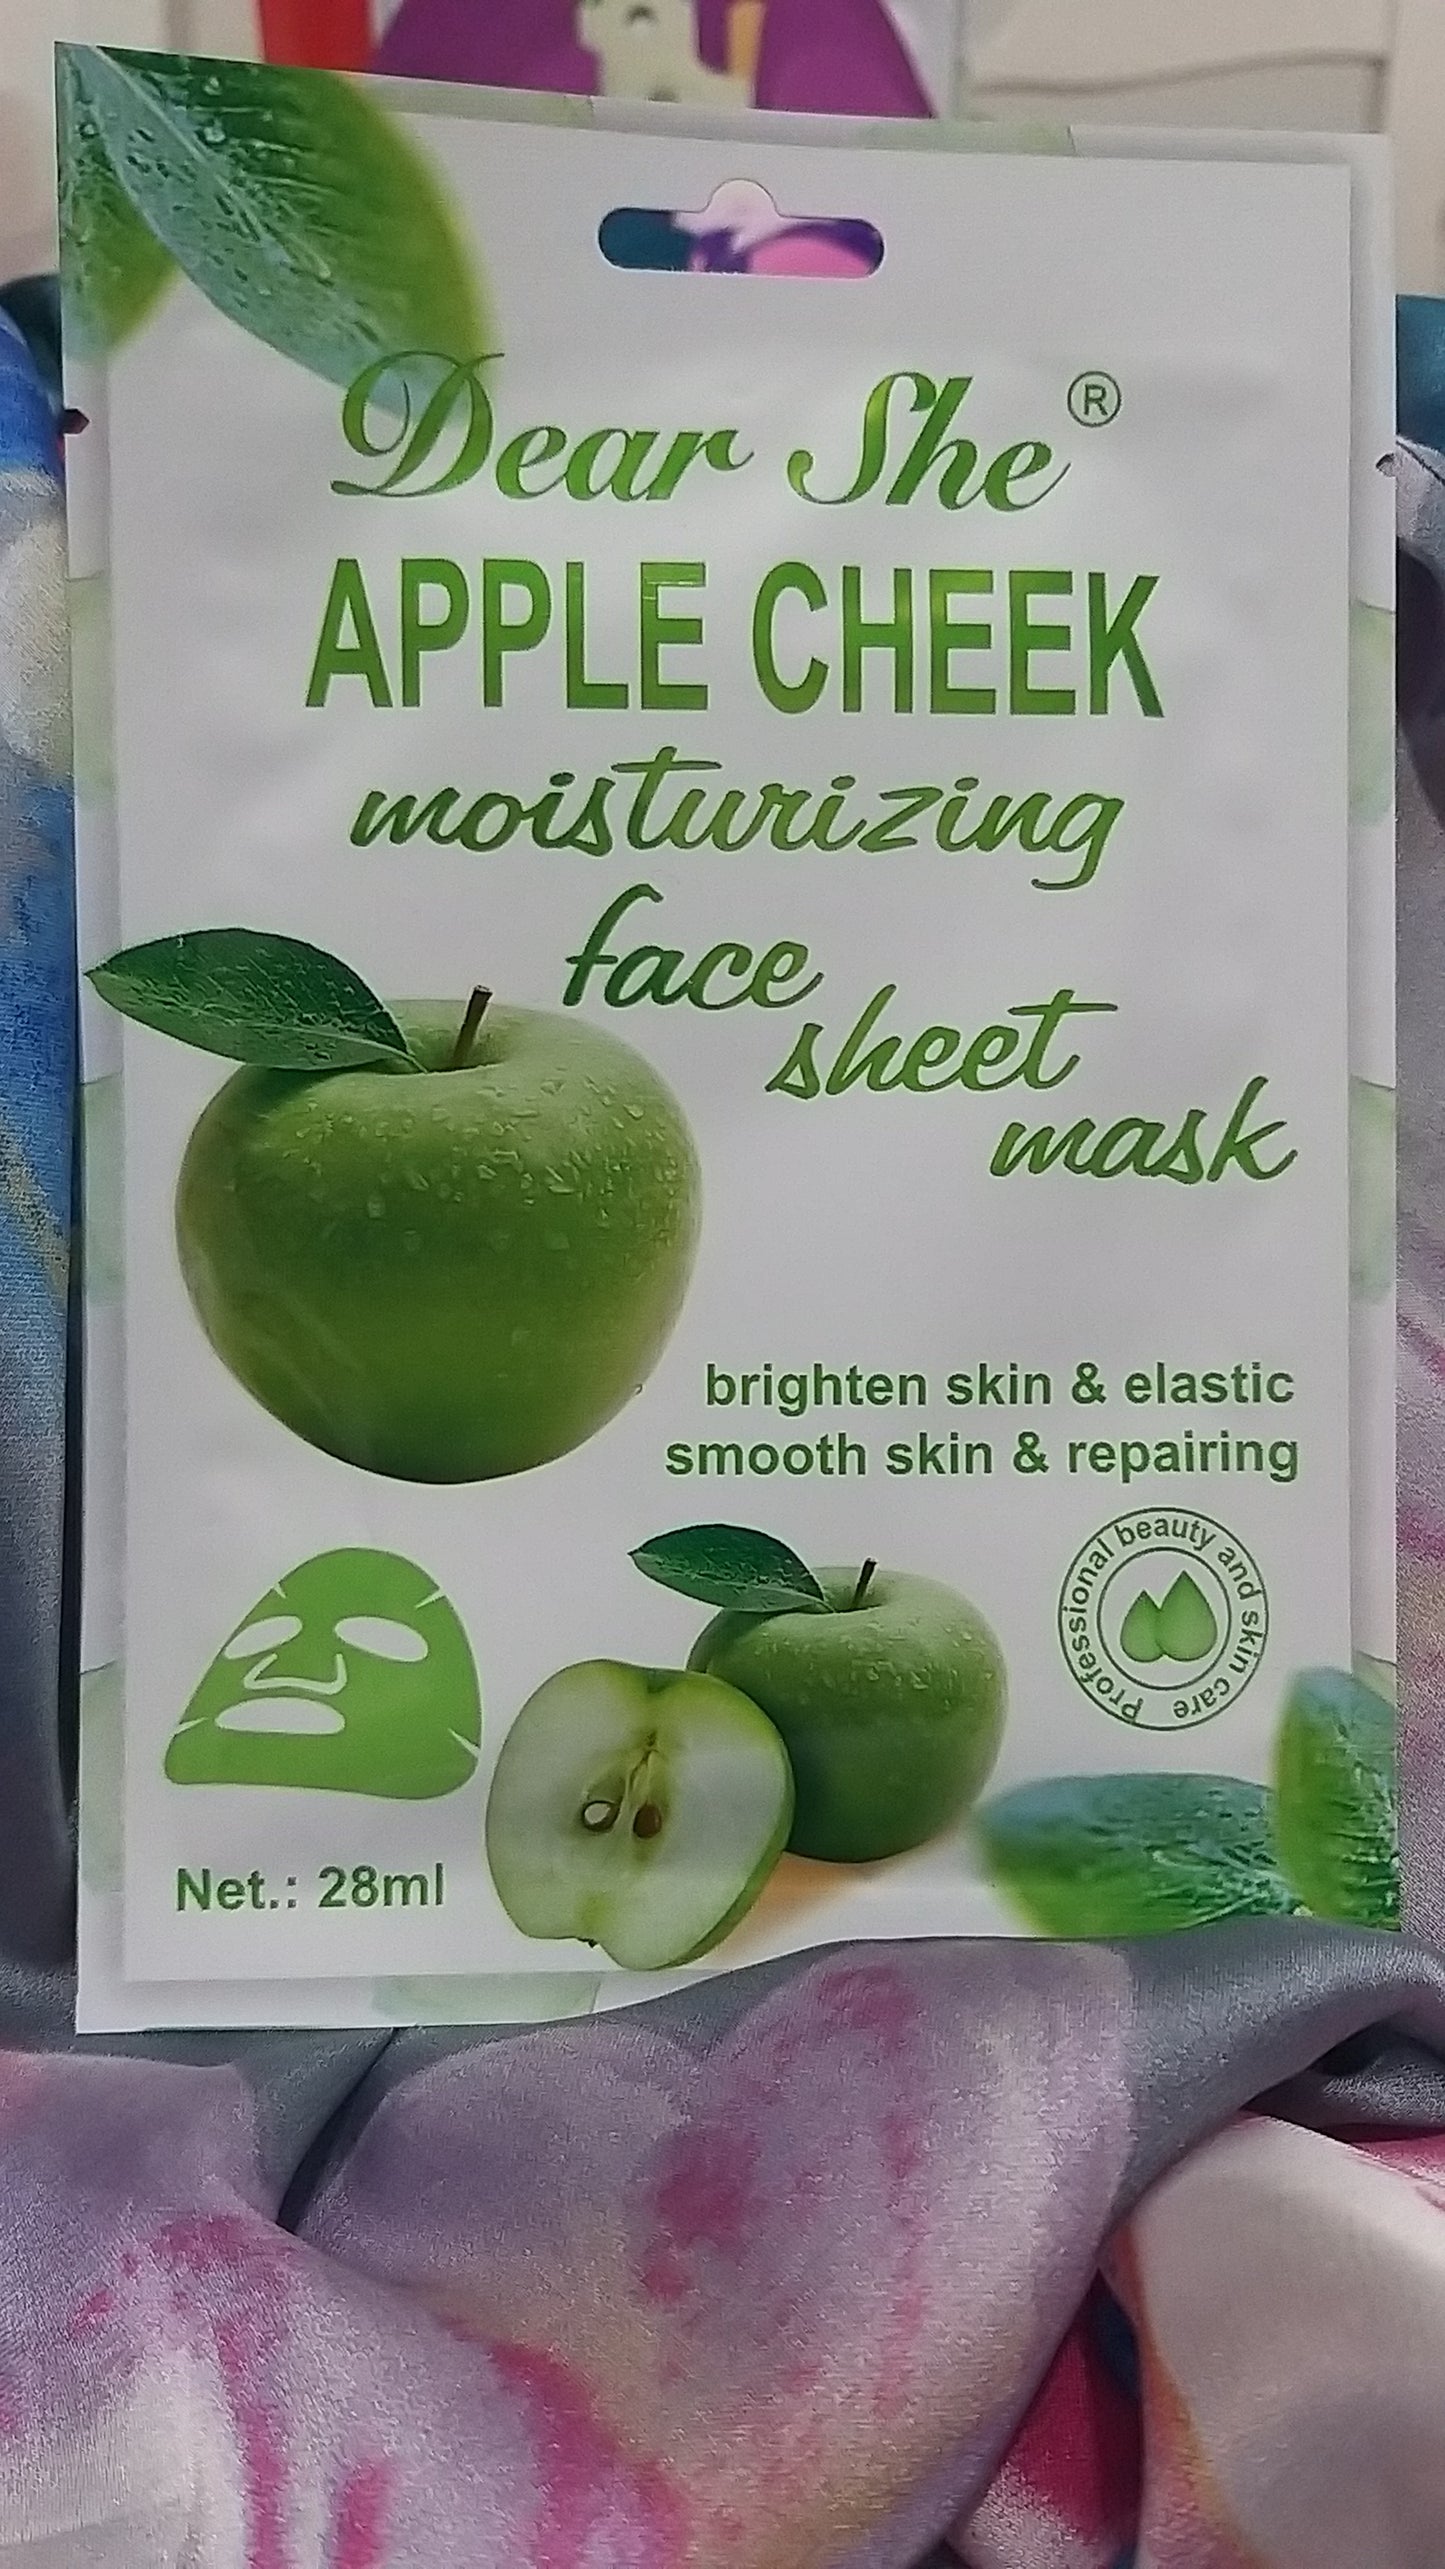 Dear She ®
APPLE CHEEK
moisturizing
face
sheet
mask
brighten skin & elastic
smooth skin & repairing
Professional beauty and skin care
Net.: 28ml